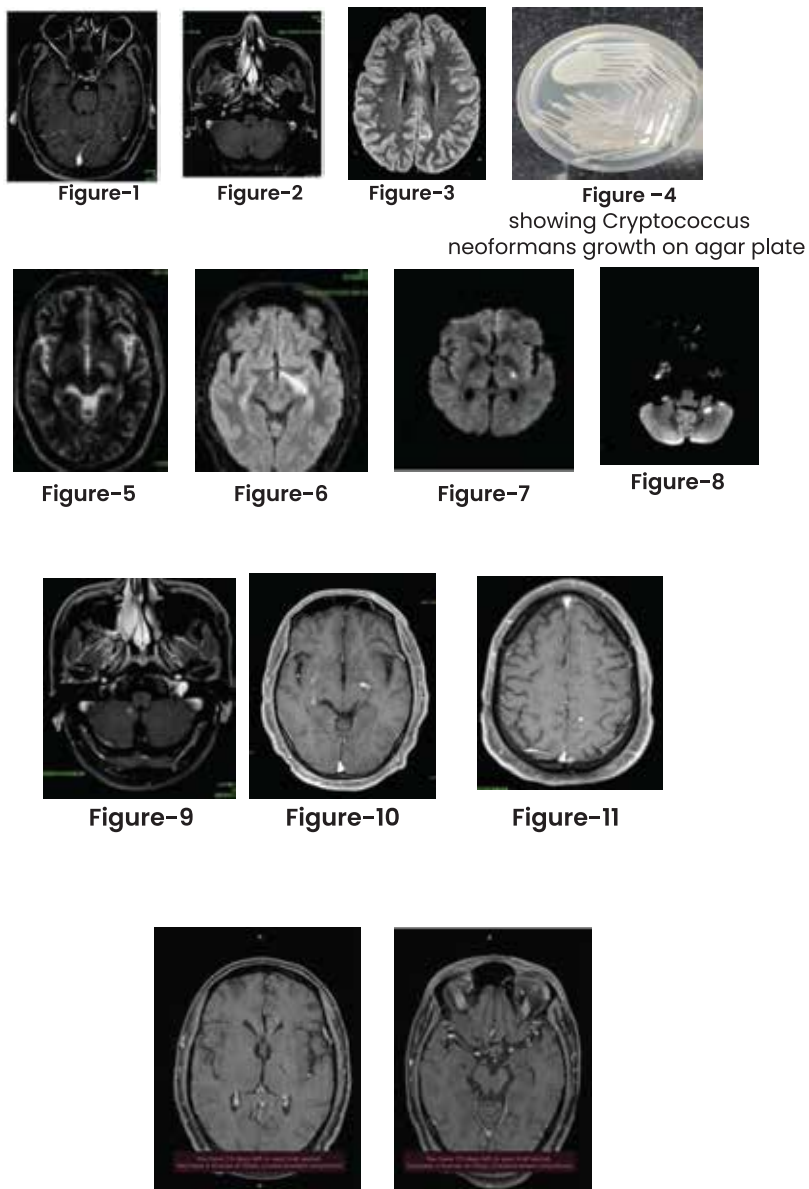 Figure-1
Figure-2
Figure-3
Figure –4
showing Cryptococcus
neoformans growth on agar plate
Figure-5
Figure-6
Figure-7
Figure-8
Figure-9
Figure-10
Figure-11